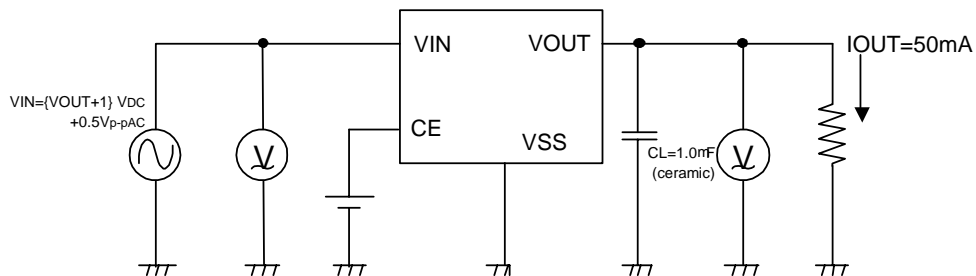 VIN
VOUT
IOUT=50mA
VIN={VOUT+1} VDC
+0.5Vp-pAC
CE
V
VSS
CL=1.0mF
(ceramic)
V